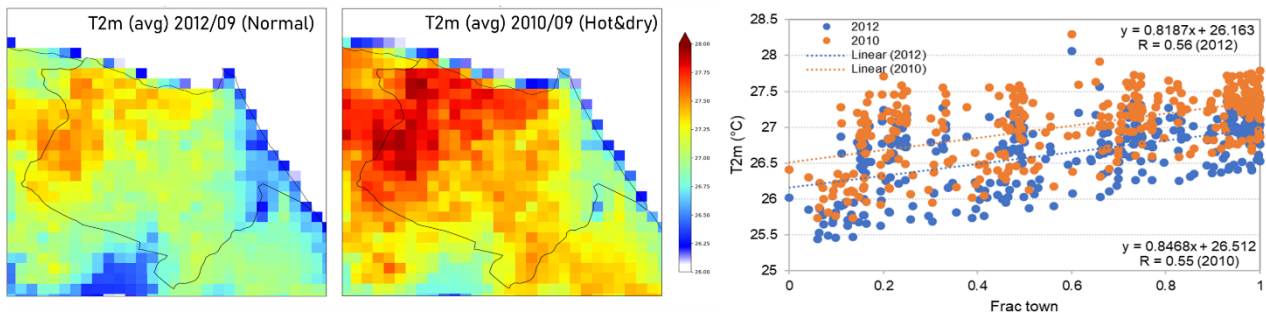 T2m (avg) 2012/09 (Normal)
T2m (avg) 2010/09 (Hot&dry)
28.00
27.75
27.50
27.25
27.00
26.75
26.50
26.25
26.00
28.5
28
27.5
27
26.5
26
25.5
25
T2m (°C)
2012
2010
Linear (2012)
Linear (2010)
y = 0.8187x + 26.163
R = 0.56 (2012)
y = 0.8468x + 26.512
R = 0.55 (2010)
0 0.2 0.4 0.6 0.8 1
Frac town